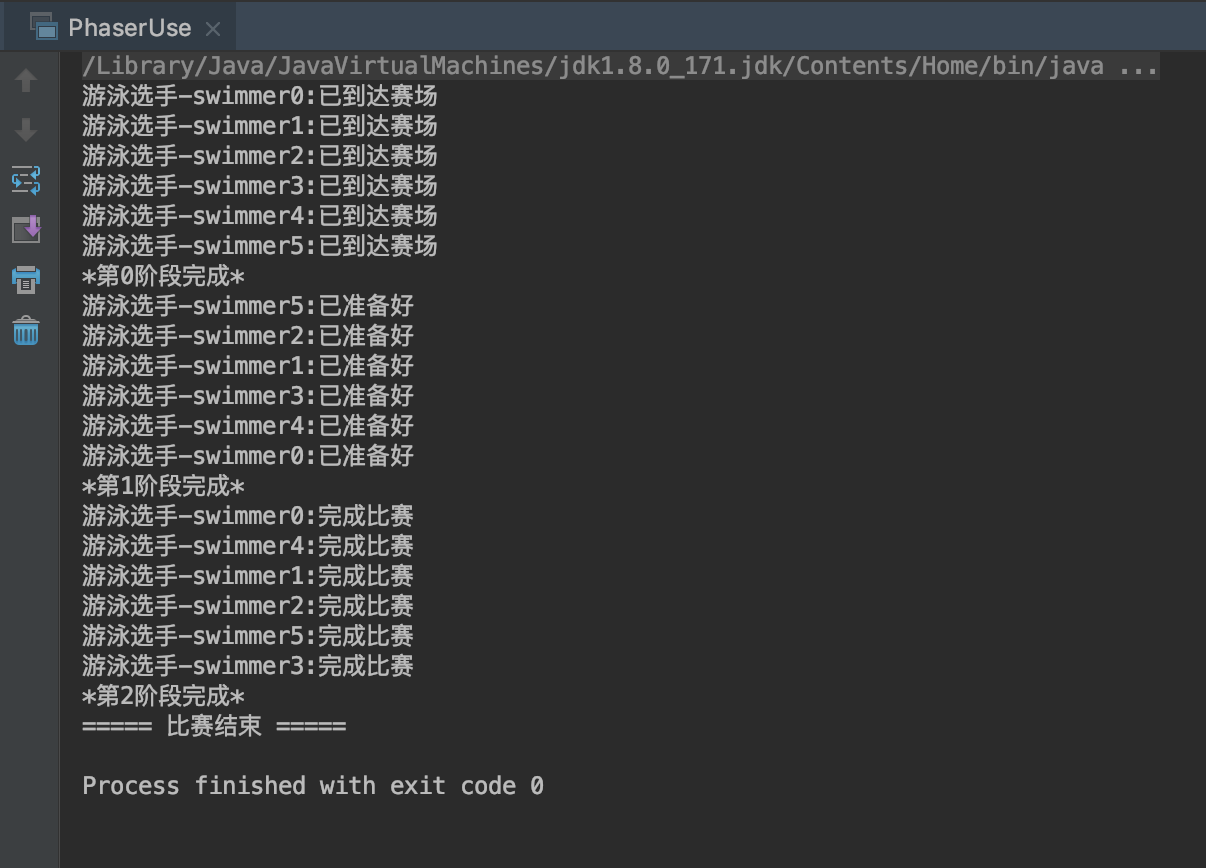 PhaserUse
/Library/Java/JavaVirtualMachines/jdk1.8.0_171.jdk/Contents/Home/bin/java ...
游泳选手-swimmer0:已到达赛场
游泳选手-swimmer1:已到达赛场
游泳选手-swimmer2:已到达赛场
游泳选手-swimmer3:已到达赛场
游泳选手-swimmer4:已到达赛场
游泳选手-swimmer5:已到达赛场
*第0阶段完成*
游泳选手-swimmer5:已准备好
游泳选手-swimmer2:已准备好
游泳选手-swimmer1:已准备好
游泳选手-swimmer3:已准备好
游泳选手-swimmer4:已准备好
游泳选手-swimmer0:已准备好
*第1阶段完成*
游泳选手-swimmer0:完成比赛
游泳选手-swimmer4:完成比赛
游泳选手-swimmer1:完成比赛
游泳选手-swimmer2:完成比赛
游泳选手-swimmer5:完成比赛
游泳选手-swimmer3:完成比赛
*第2阶段完成*
===== 比赛结束 =====
Process finished with exit code 0